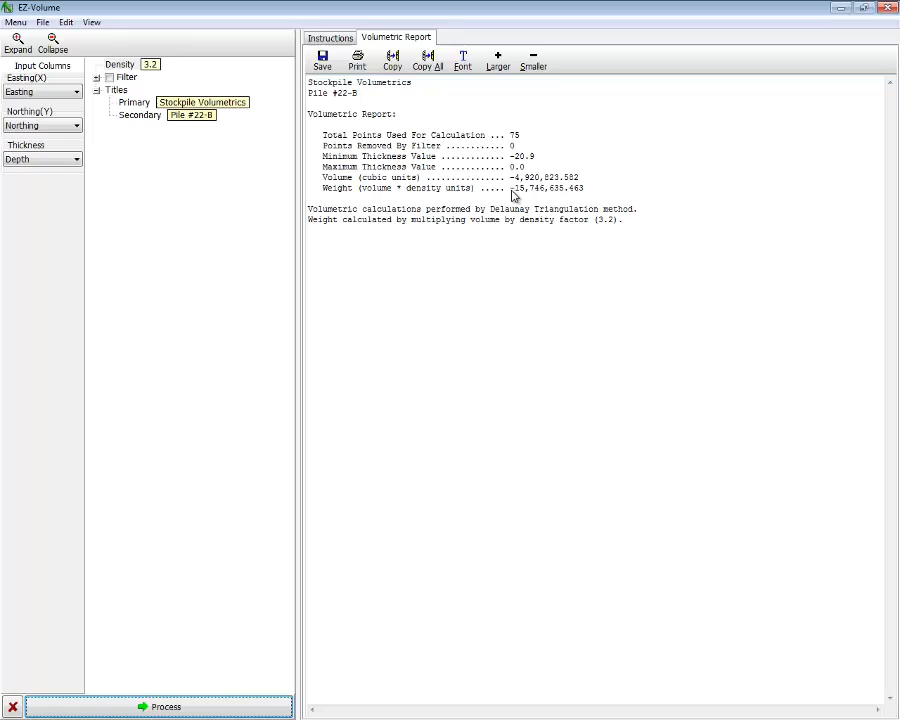 EZ-Volume
Menu File Edit View
Expand Collapse
Input Columns
Easting(X)
Easting
Northing(Y)
Northing
Thickness
Depth
Density 3.2
Filter
Titles
Primary Stockpile Volumetrics
Secondary Pile #22-B
Process
Instructions Volumetric Report
Save Print Copy Copy All Font Larger Smaller
Stockpile Volumetrics
Pile #22-B
Volumetric Report:
Total Points Used For Calculation ... 75
Points Removed By Filter ............ 0
Minimum Thickness Value ............. -20.9
Maximum Thickness Value ............. 0.0
Volume (cubic units) ................ -4,920,823.582
Weight (volume * density units) ..... -15,746,635.463
Volumetric calculations performed by Delaunay Triangulation method.
Weight calculated by multiplying volume by density factor (3.2).